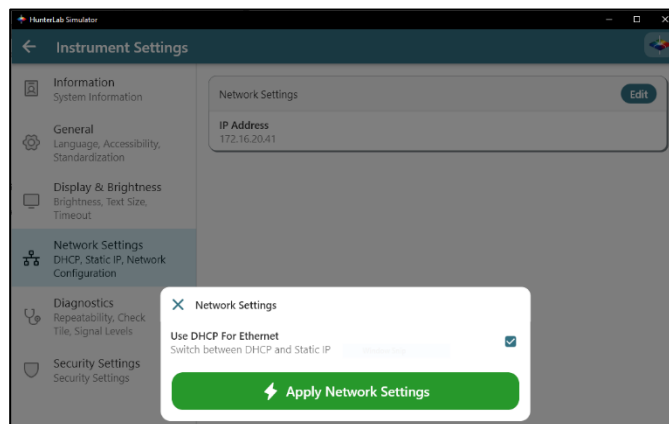 HunterLab Simulator
Instrument Settings
Information
System Information
General
Language, Accessibility,
Standardization
Display & Brightness
Brightness, Text Size,
Timeout
Network Settings
DHCP, Static IP, Network
Configuration
Diagnostics
Repeatability, Check
Tile, Signal Levels
Security Settings
Security Settings
Network Settings
Edit
IP Address
172.16.20.41
Network Settings
Use DHCP For Ethernet
Switch between DHCP and Static IP
Apply Network Settings